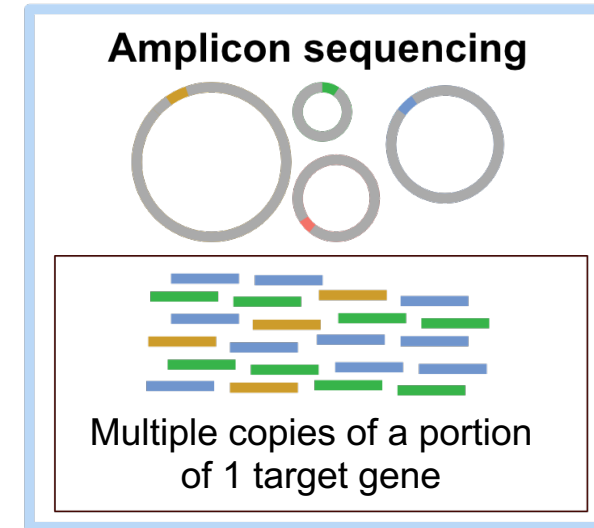 Amplicon sequencing
Multiple copies of a portion
of 1 target gene